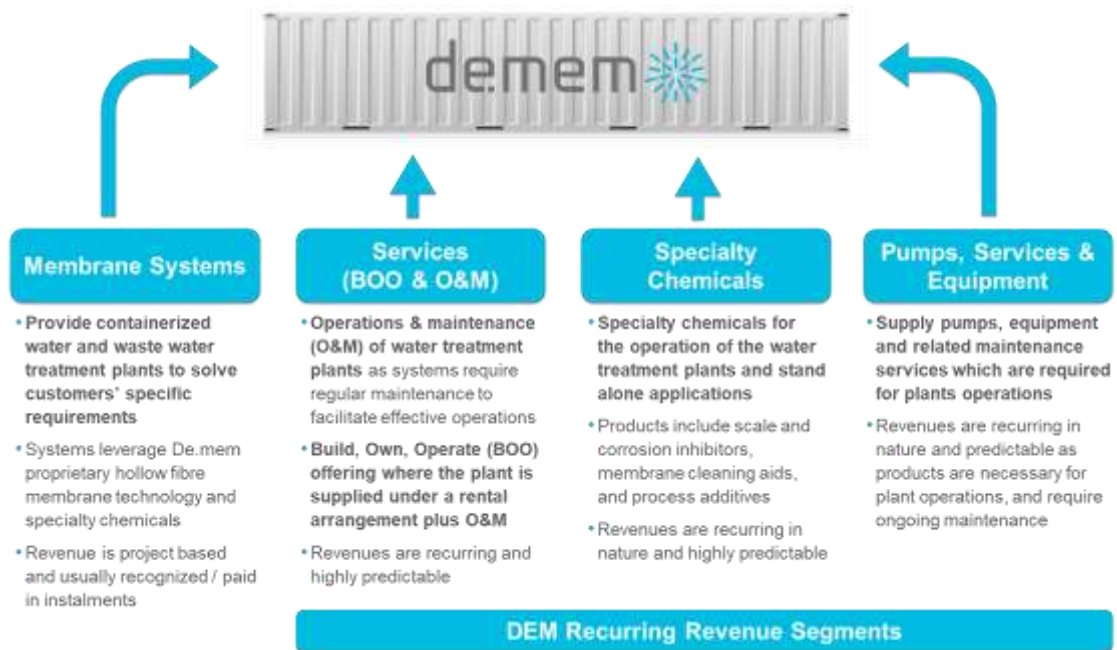 de.mem
Membrane Systems
• Provide containerized
water and waste water
treatment plants to solve
customers' specific
requirements
• Systems leverage De.mem
proprietary hollow fibre
membrane technology and
specialty chemicals
• Revenue is project based
and usually recognized / paid
in instalments
Services
(BOO & O&M)
• Operations & maintenance
(O&M) of water treatment
plants as systems require
regular maintenance to
facilitate effective operations
• Build, Own, Operate (BOO)
offering where the plant is
supplied under a rental
arrangement plus O&M
• Revenues are recurring and
highly predictable
Specialty
Chemicals
• Specialty chemicals for
the operation of the water
treatment plants and stand
alone applications
• Products include scale and
corrosion inhibitors,
membrane cleaning aids,
and process additives
• Revenues are recurring in
nature and highly predictable
Pumps, Services &
Equipment
• Supply pumps, equipment
and related maintenance
services which are required
for plants operations
• Revenues are recurring in
nature and predictable as
products are necessary for
plant operations, and require
ongoing maintenance
DEM Recurring Revenue Segments